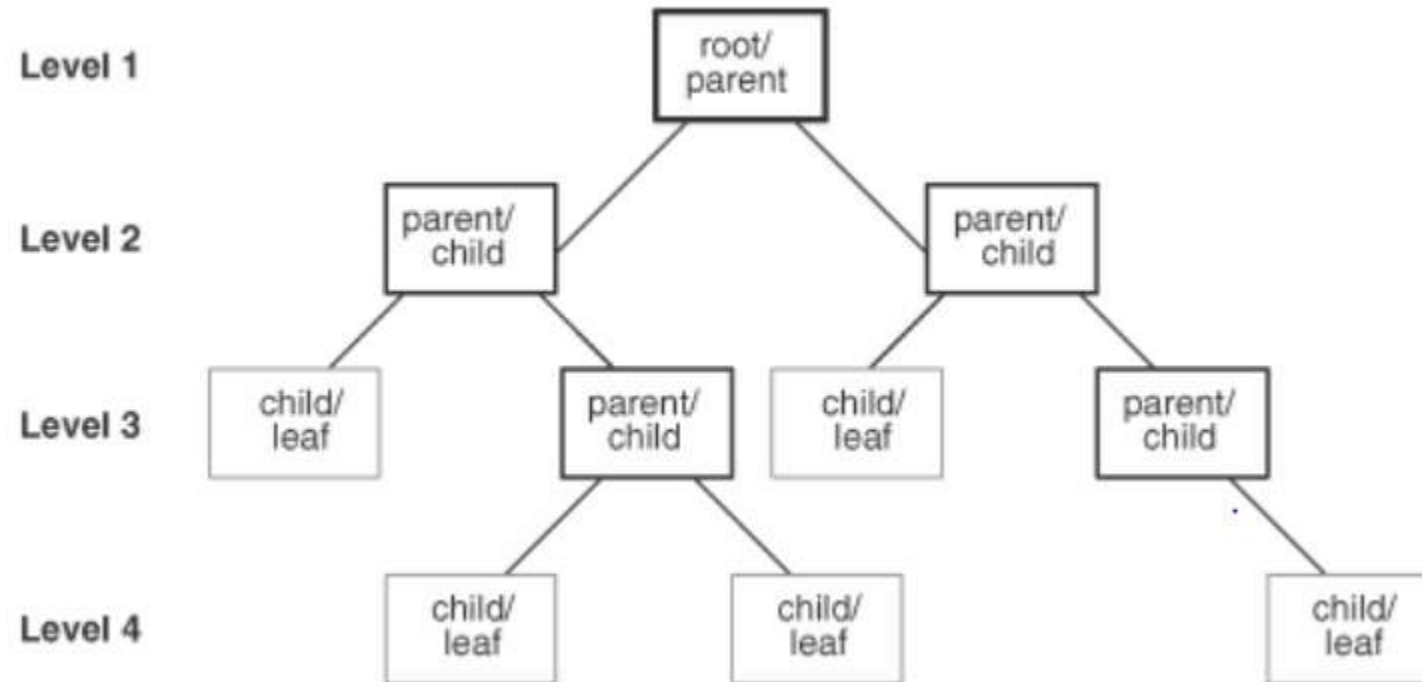 Level 1
root/
parent
Level 2
parent/
child
parent/
child
Level 3
child/
leaf
parent/
child
child/
leaf
parent/
child
Level 4
child/
leaf
child/
leaf
child/
leaf